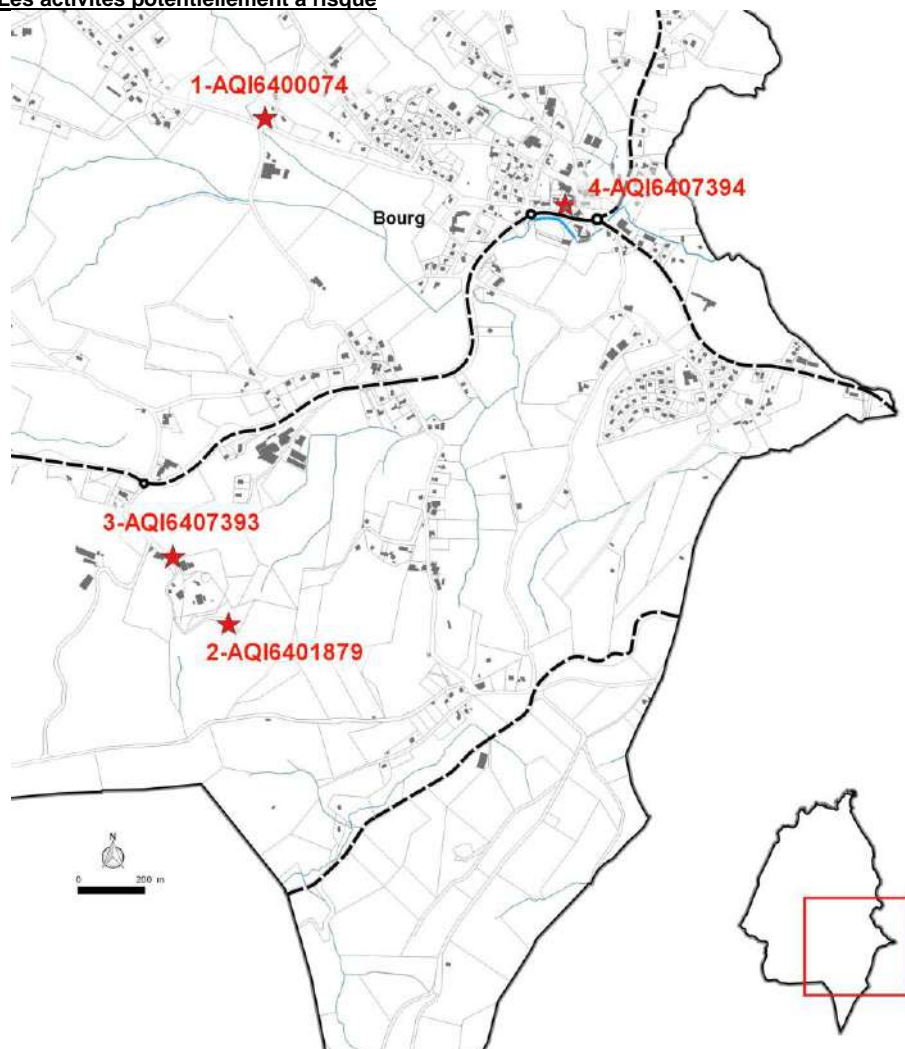 Les activités potentiellement à risque
1-AQI6400074
4-AQI6407394
Bourg
3-AQI6407393
2-AQI6401879
N
0 200 m